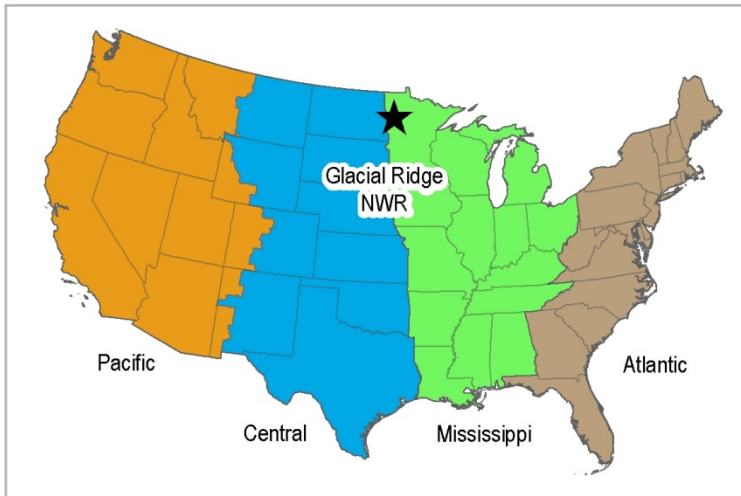 Glacial Ridge
NWR
Pacific
Atlantic
Central
Mississippi